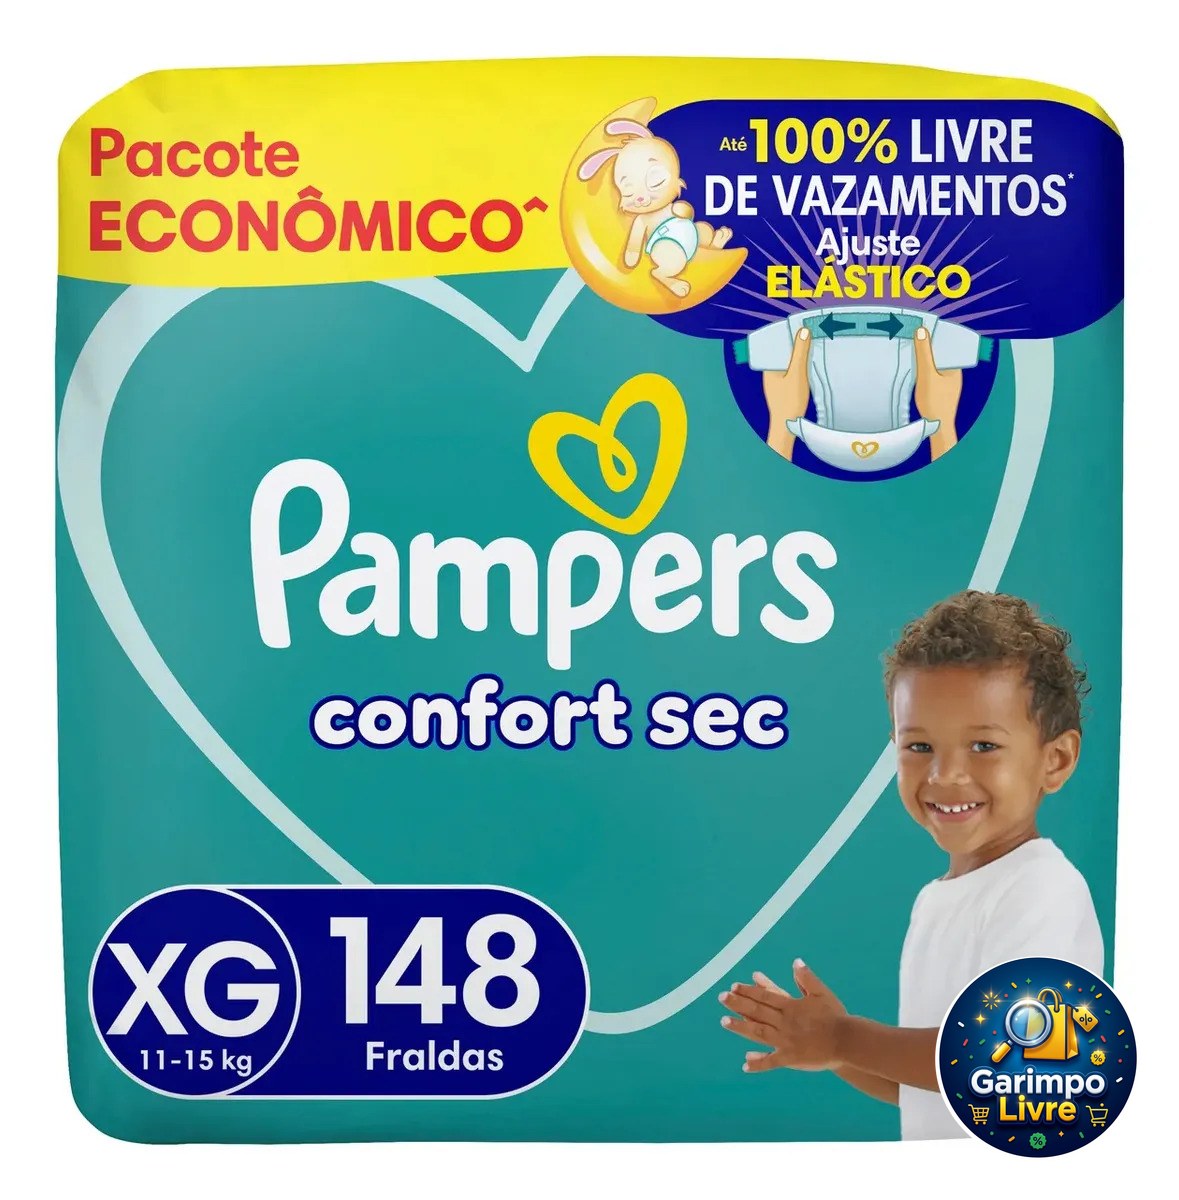 Pacote
ECONÔMICO^
Até 100% LIVRE
DE VAZAMENTOS*
Ajuste
ELÁSTICO
Pampers
confort sec
XG
11-15 kg
148
Fraldas
Garimpo
Livre